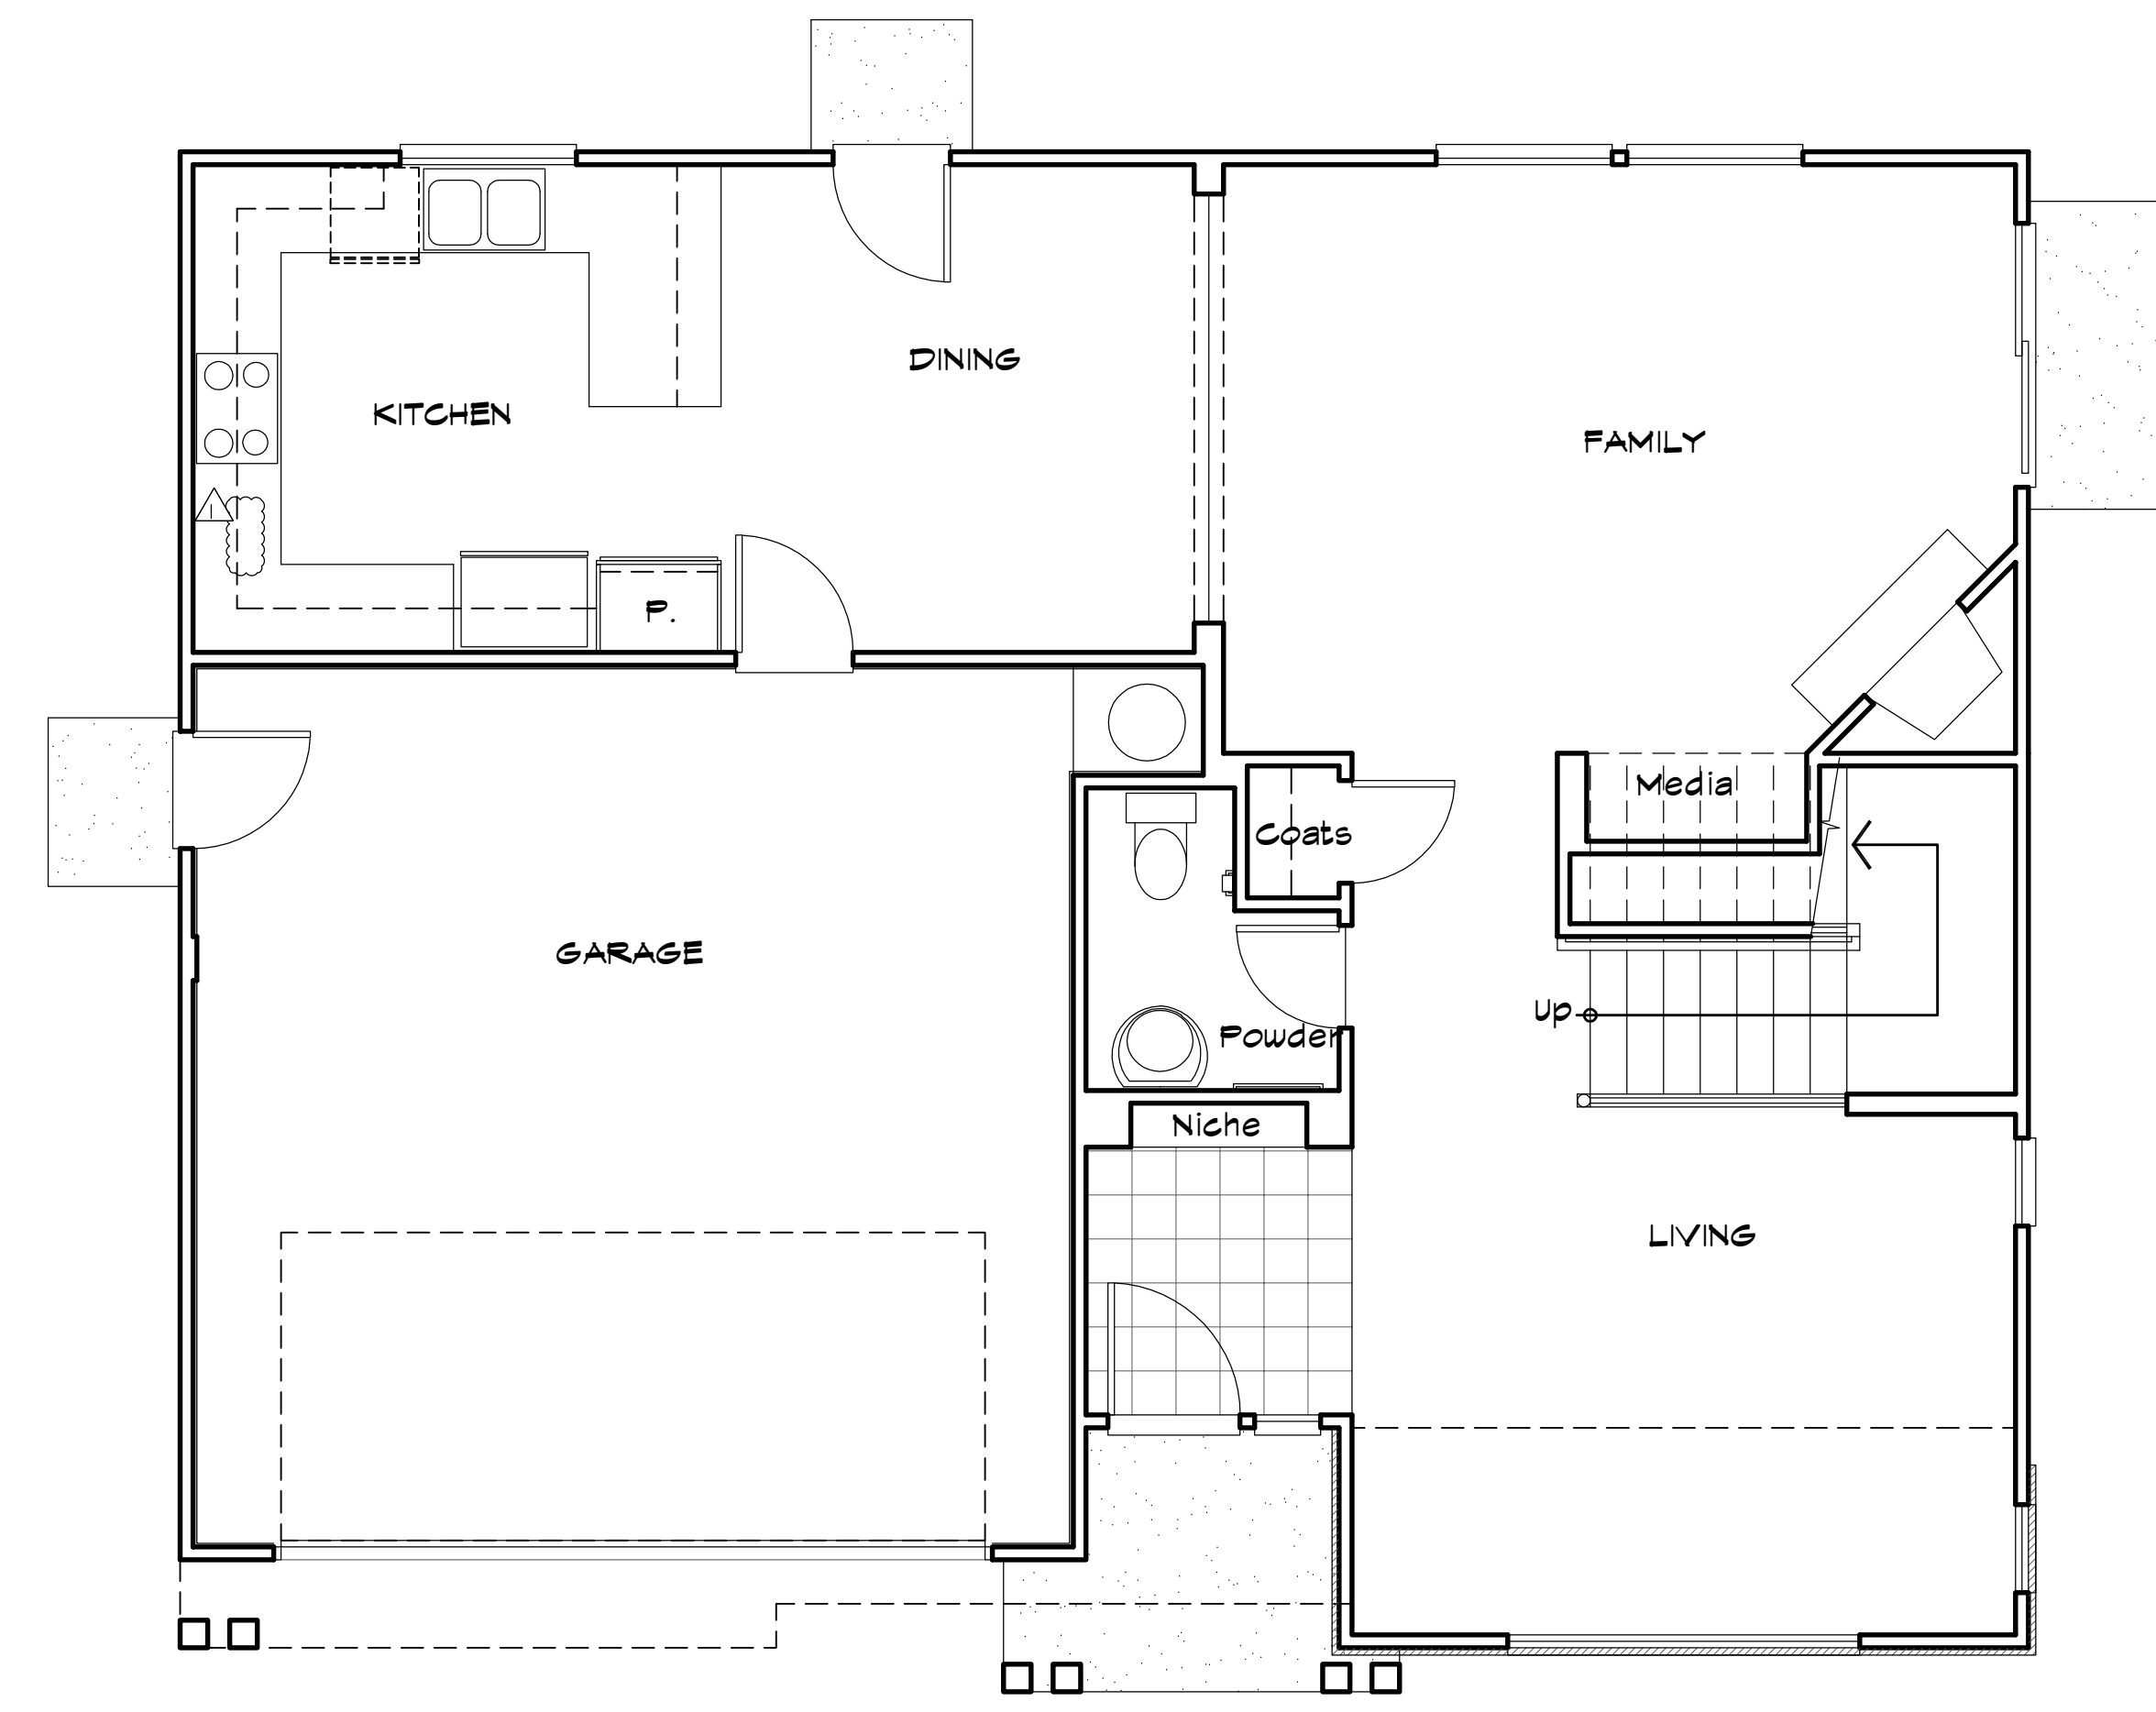 DINING
KITCHEN
FAMILY
P.
Media
Coats
GARAGE
Up
Powder
Niche
LIVING